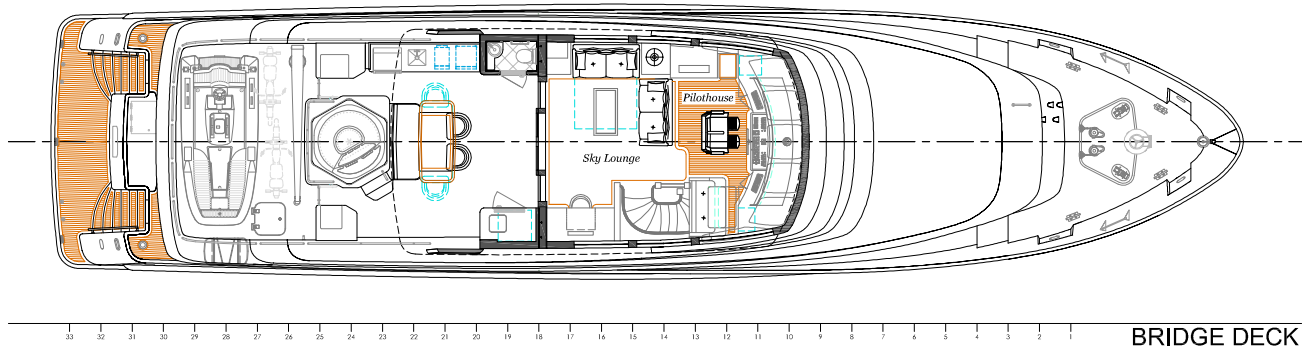 Pilothouse
Sky Lounge
33 32 31 30 29 28 27 26 25 24 23 22 21 20 19 18 17 16 15 14 13 12 11 10 9 8 7 6 5 4 3 2 1
BRIDGE DECK